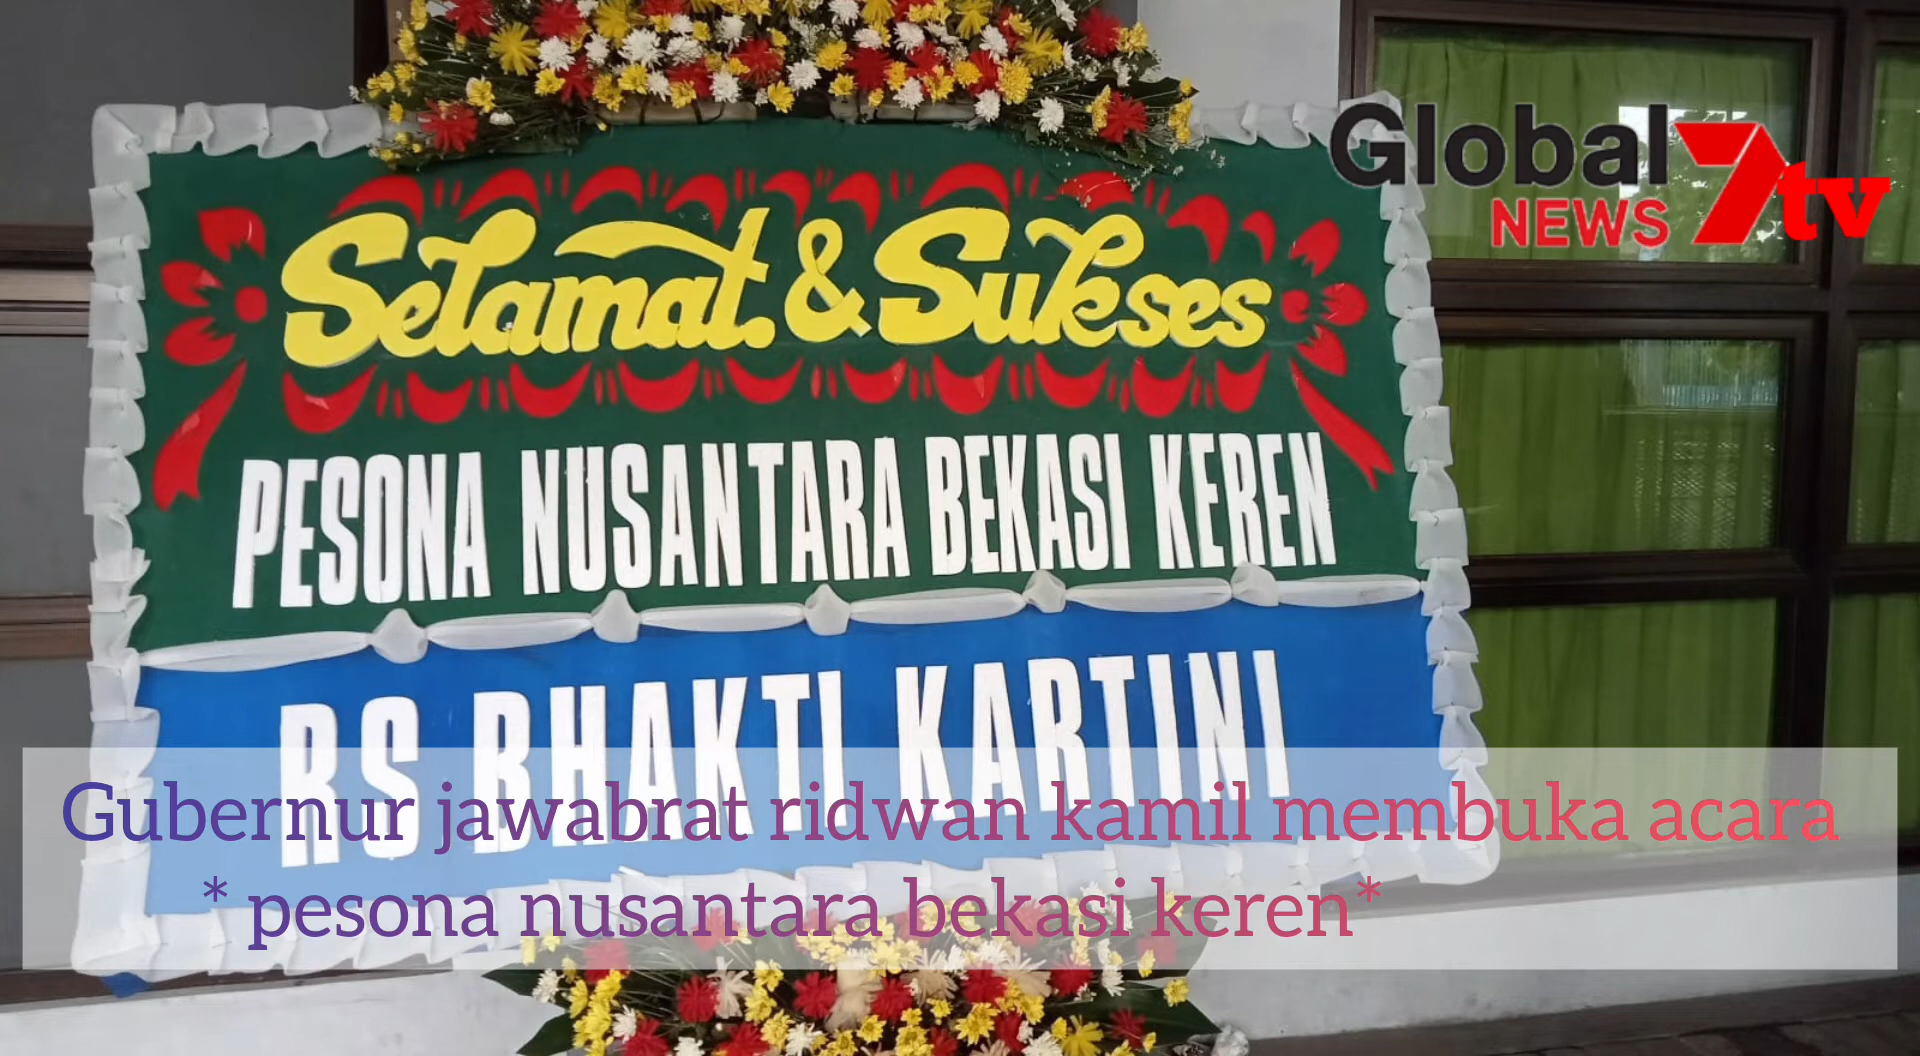 Global
NEWS 7tv
Selamat & Sukses
PESONA NUSANTARA BEKASI KEREN
RS BHAKTI KARTINI
Gubernur jawabrat ridwan kamil membuka acara
* pesona nusantara bekasi keren*